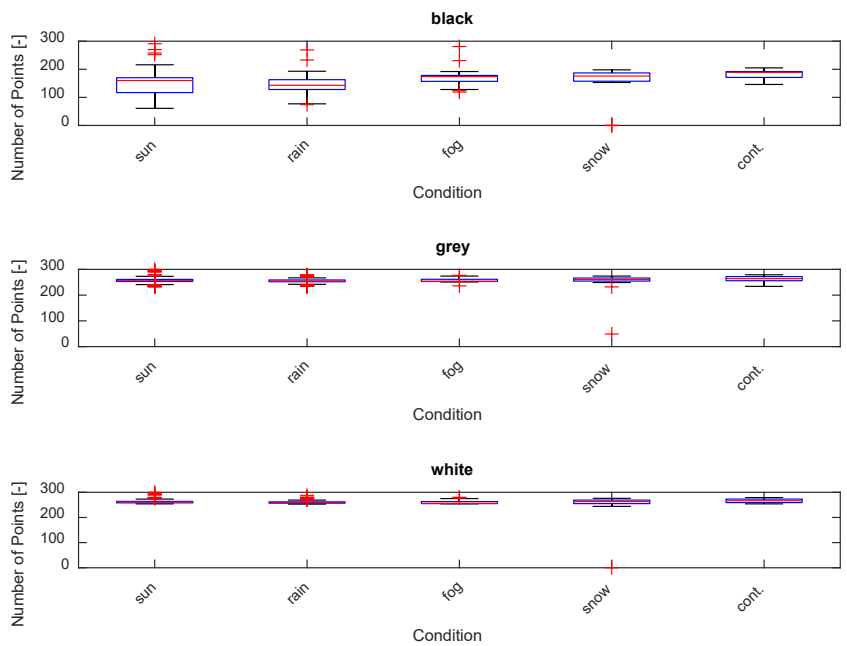 black
Number of Points [-]
300
200
100
0
sun
rain
fog
snow
cont.
Condition
grey
Number of Points [-]
300
200
100
0
sun
rain
fog
snow
cont.
Condition
white
Number of Points [-]
300
200
100
0
sun
rain
fog
snow
cont.
Condition